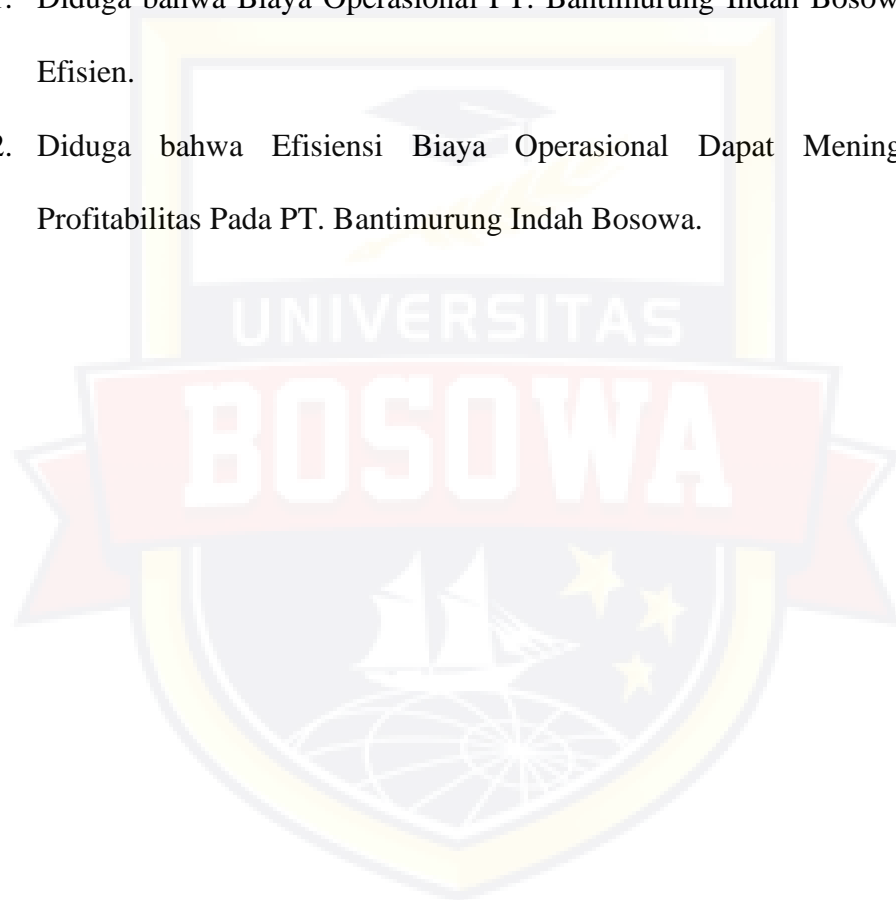 Diduga bahwa Biaya Operasional PT. Bantimurung Indah
Efisien.
2. Diduga bahwa Efisiensi Biaya Operasional Dapat
Profitabilitas Pada PT. Bantimurung Indah Bosowa.
UNIVERSITAS
BOSOWA